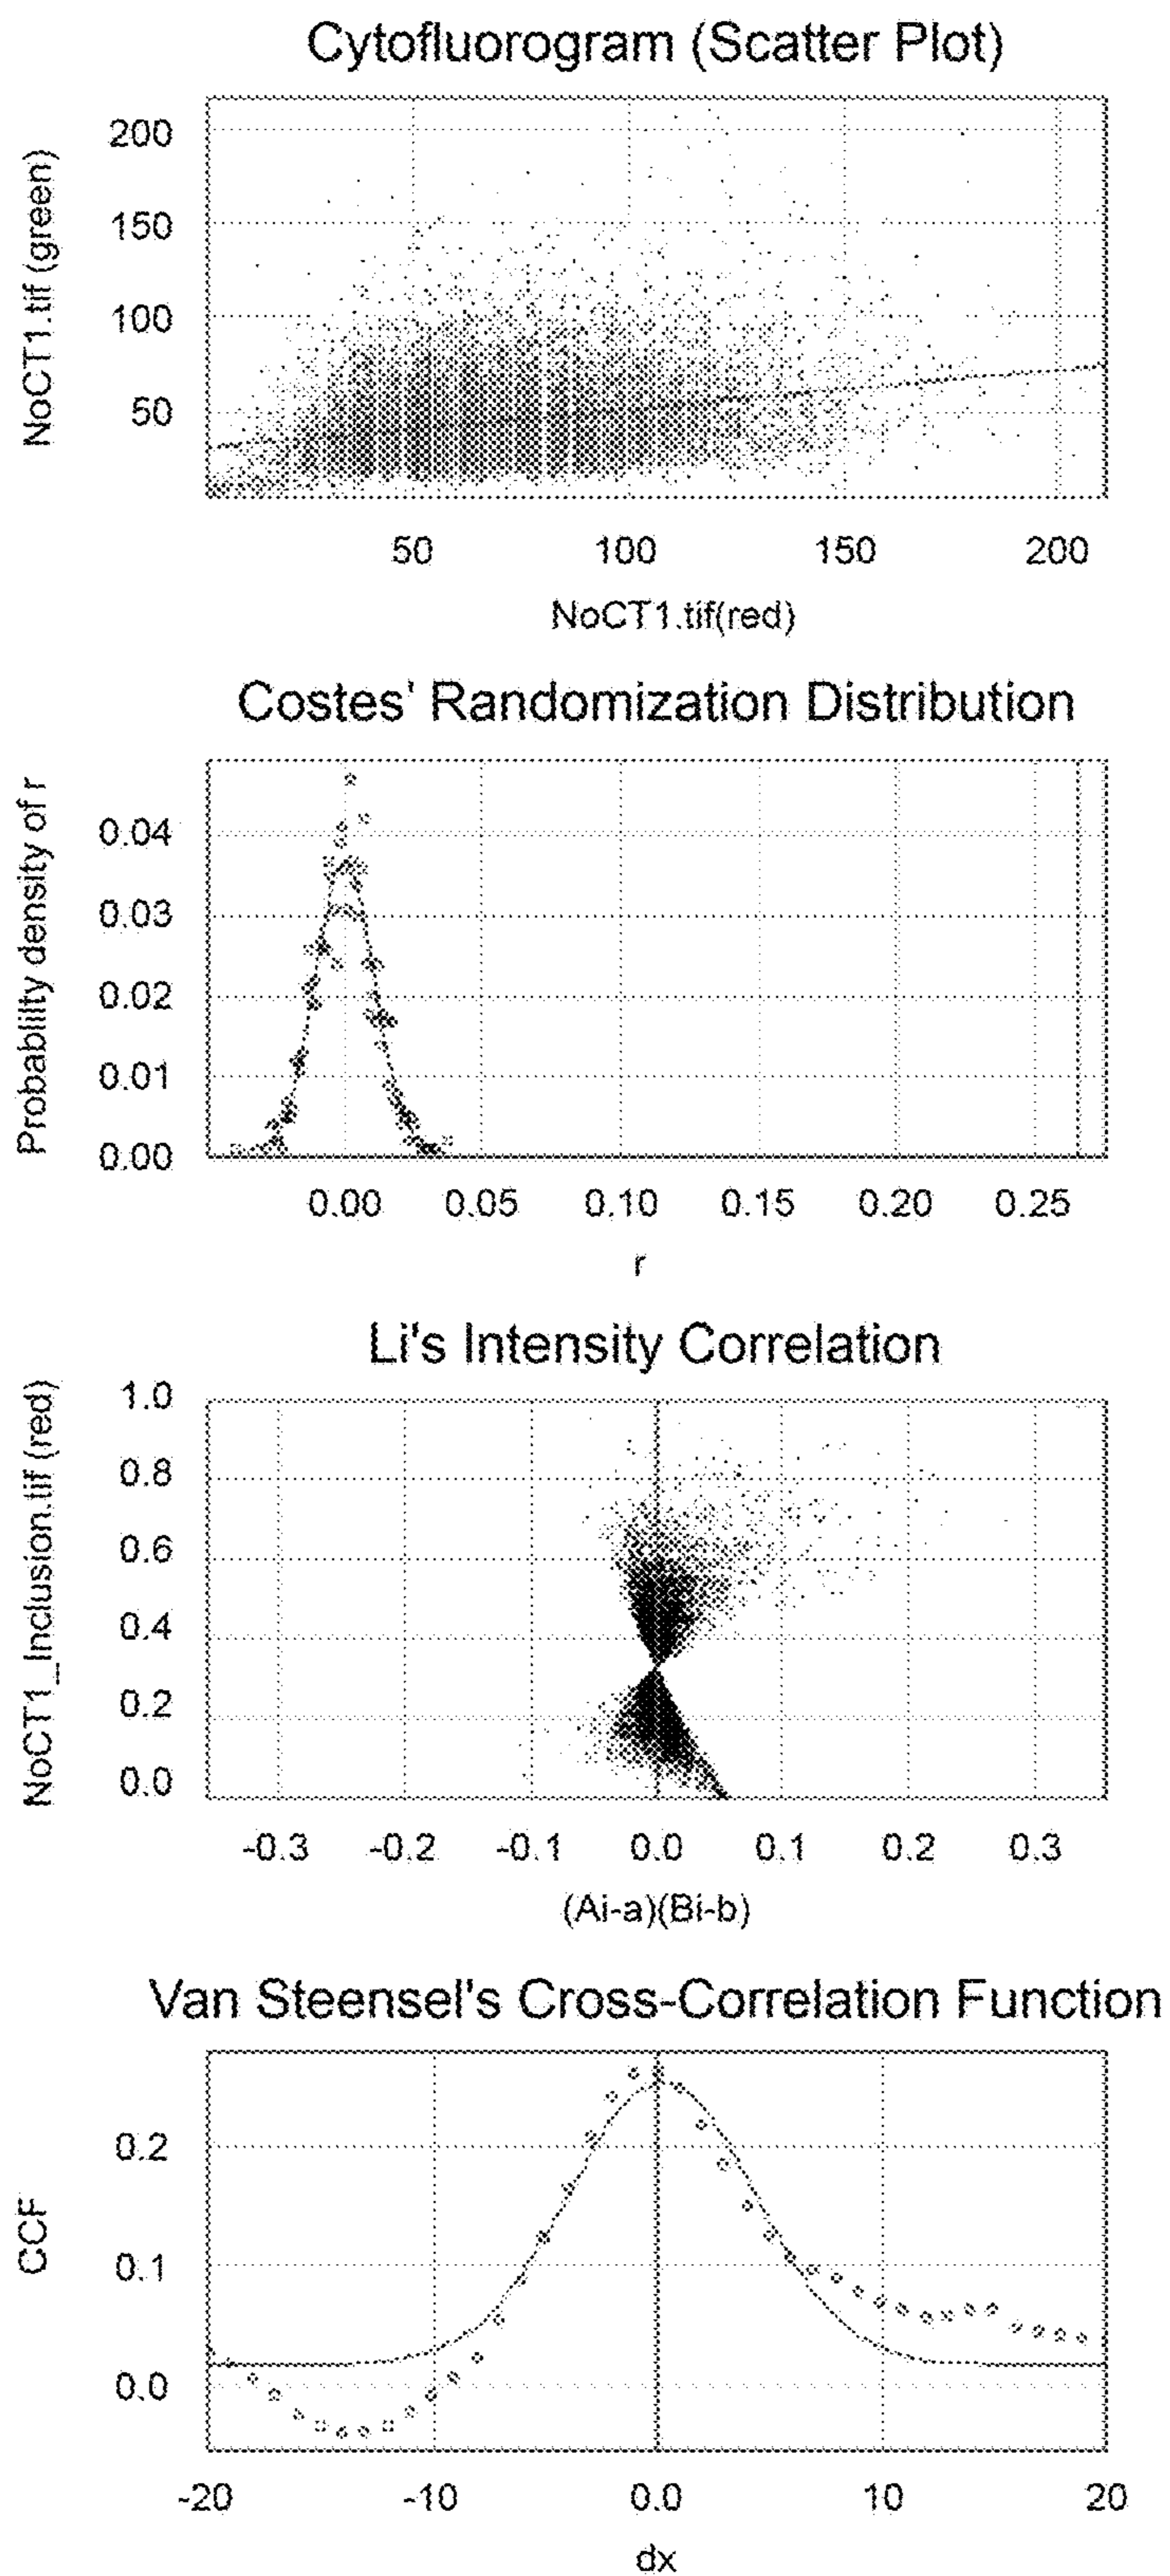 Cytofluorogram (Scatter Plot)
NoCT1.tif (green)
200
150
100
50
50 100 150 200
NoCT1.tif(red)
Costes' Randomization Distribution
Probability density of r
0.04
0.03
0.02
0.01
0.00
0.00 0.05 0.10 0.15 0.20 0.25
r
Li's Intensity Correlation
NoCT1_Inclusion.tif (red)
1.0
0.8
0.6
0.4
0.2
0.0
-0.3 -0.2 -0.1 0.0 0.1 0.2 0.3
(Ai-a)(Bi-b)
Van Steensel's Cross-Correlation Function
CCF
0.2
0.1
0.0
-20 -10 0.0 10 20
dx